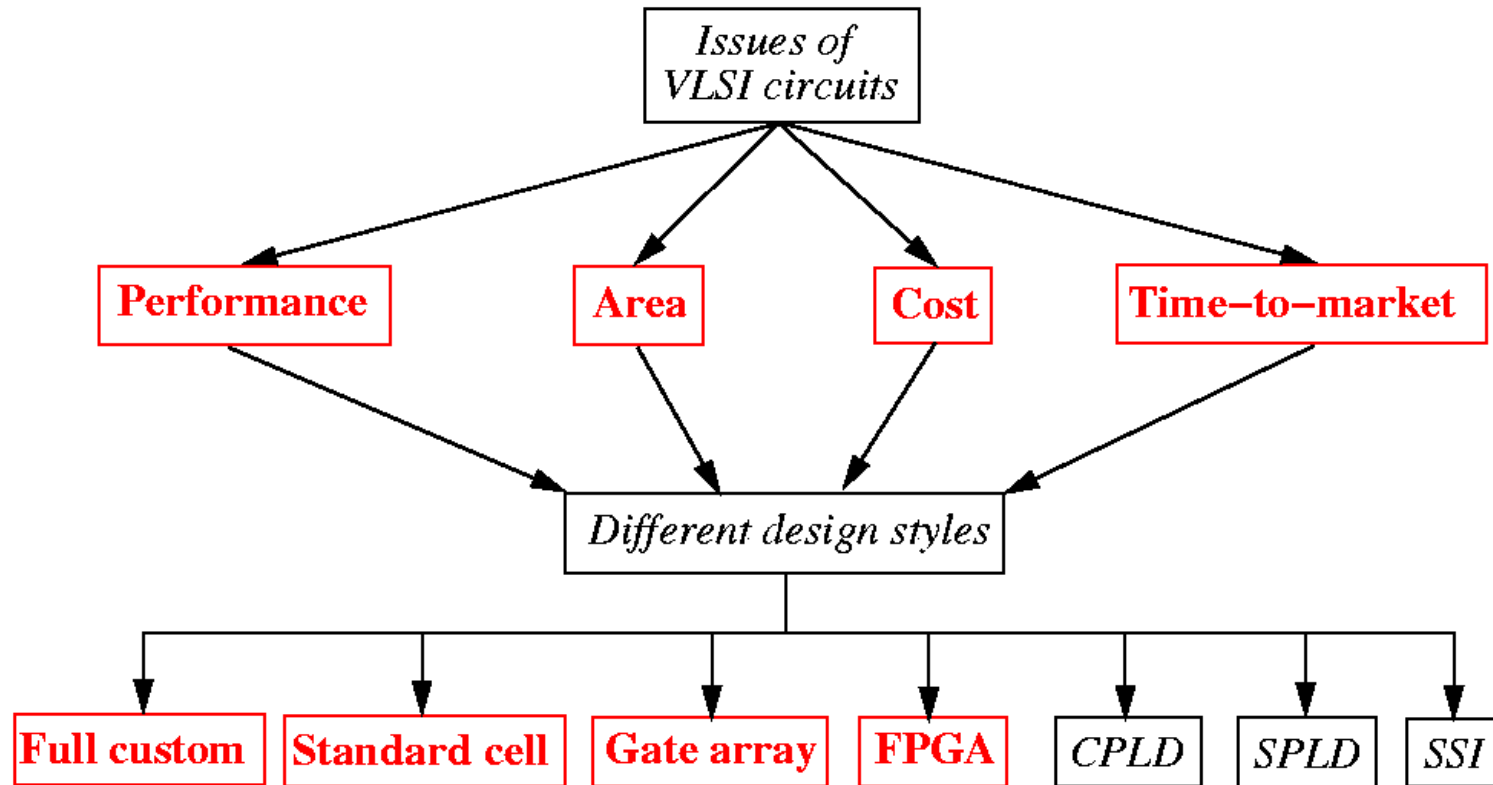 Issues of
VLSI circuits
Performance
Area
Cost
Time−to−market
Different design styles
Full custom
Standard cell
Gate array
FPGA
CPLD
SPLD
SSI